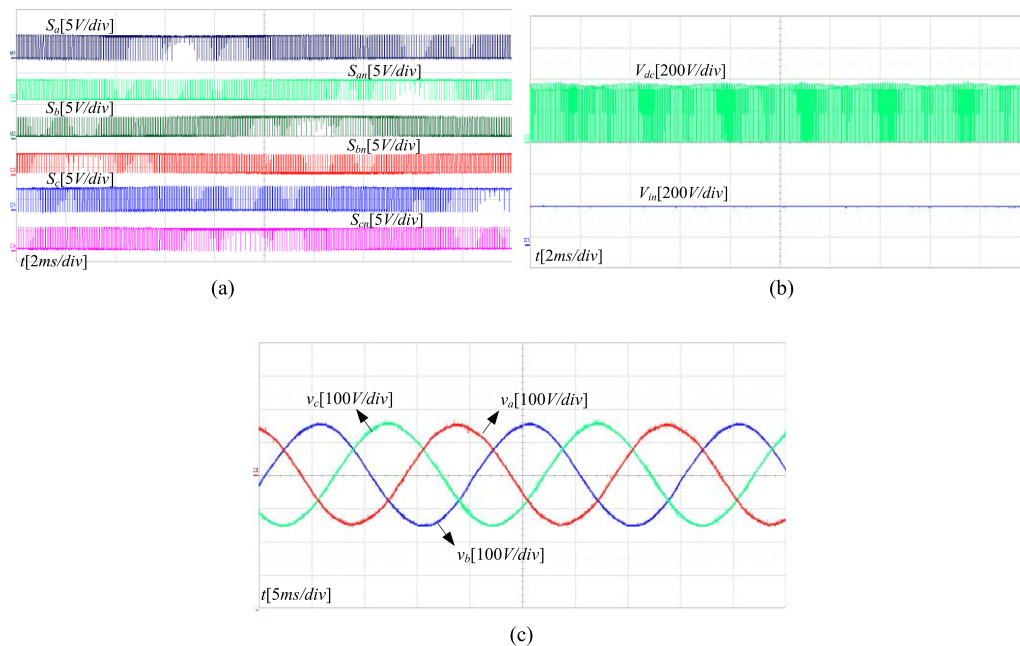 Sa[5V/div]
San[5V/div]
Sb[5V/div]
Sbn[5V/div]
Sc[5V/div]
Scn[5V/div]
t[2ms/div]
(a)
Vdc[200V/div]
Vin[200V/div]
t[2ms/div]
(b)
vc[100V/div]
va[100V/div]
vb[100V/div]
t[5ms/div]
(c)